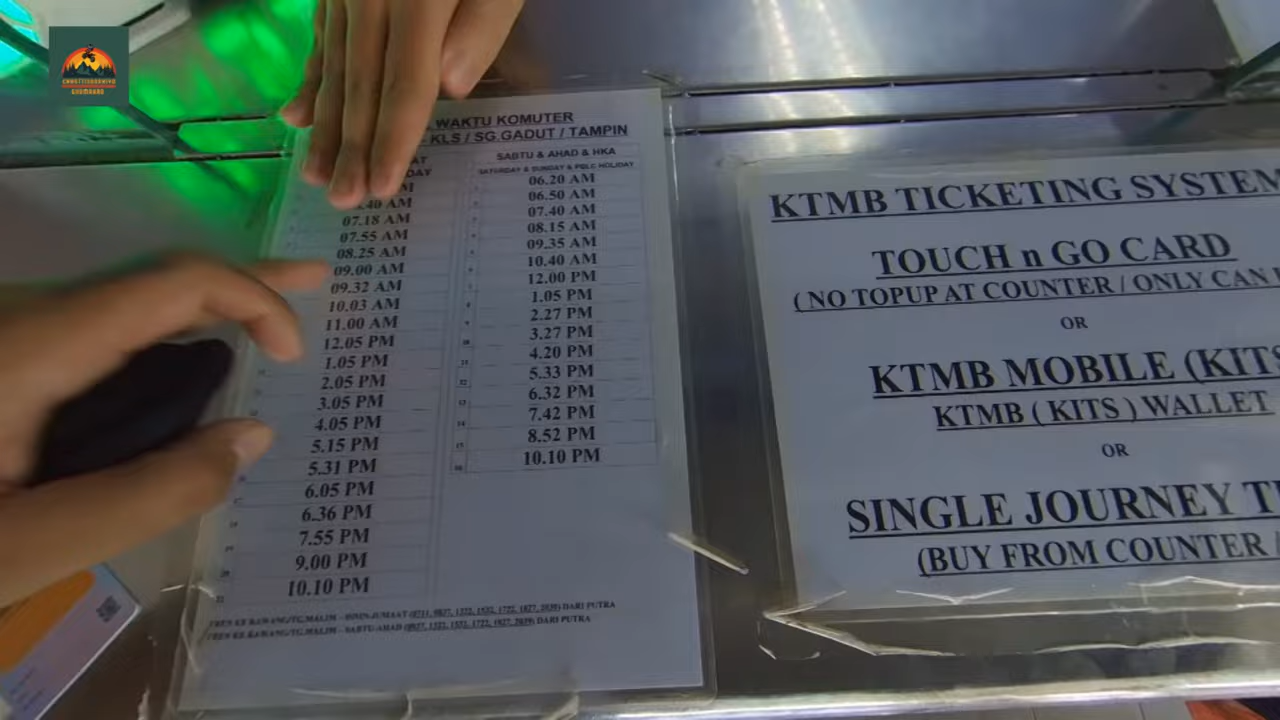 WAKTU KOMUTER
KLS / SG.GADUT / TAMPIN
SABTU & AHAD & HKA
SATURDAY & SUNDAY & PBLC HOLIDAY
07.18 AM
07.55 AM
08.25 AM
09.00 AM
09.32 AM
10.03 AM
11.00 AM
12.05 PM
1.05 PM
2.05 PM
3.05 PM
4.05 PM
5.15 PM
5.31 PM
6.05 PM
6.36 PM
7.55 PM
9.00 PM
10.10 PM
06.20 AM
06.50 AM
07.40 AM
08.15 AM
09.35 AM
10.40 AM
12.00 PM
1.05 PM
2.27 PM
3.27 PM
4.20 PM
5.33 PM
6.32 PM
7.42 PM
8.52 PM
10.10 PM
DARI PUTRA
DARI PUTRA
KTMB TICKETING SYSTEM
TOUCH n GO CARD
( NO TOPUP AT COUNTER / ONLY CAN
OR
KTMB MOBILE (KITS
KTMB ( KITS ) WALLET
OR
SINGLE JOURNEY
(BUY FROM COUNTER /